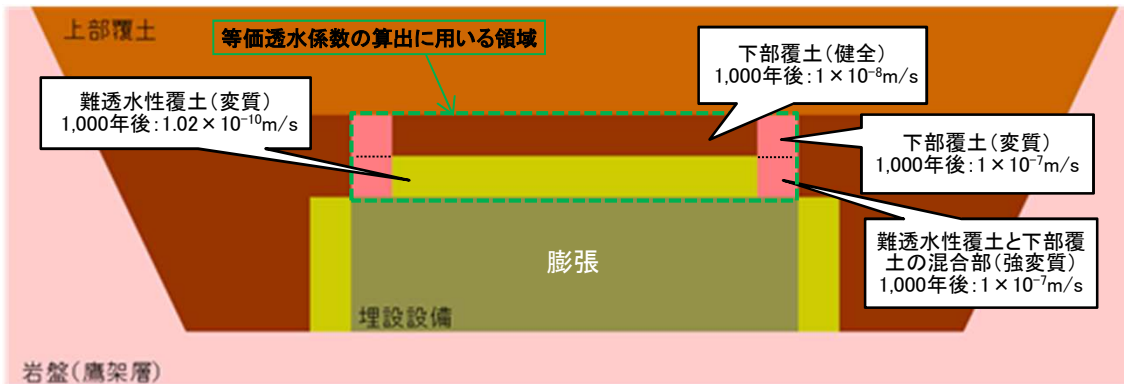 上部覆土
等価透水係数の算出に用いる領域
下部覆土(健全)
1,000年後:1×10⁻⁸m/s
難透水性覆土(変質)
1,000年後:1.02×10⁻¹⁰m/s
下部覆土(変質)
1,000年後:1×10⁻⁷m/s
難透水性覆土と下部覆
土の混合部(強変質)
1,000年後:1×10⁻⁷m/s
膨張
埋設設備
岩盤(鷹架層)